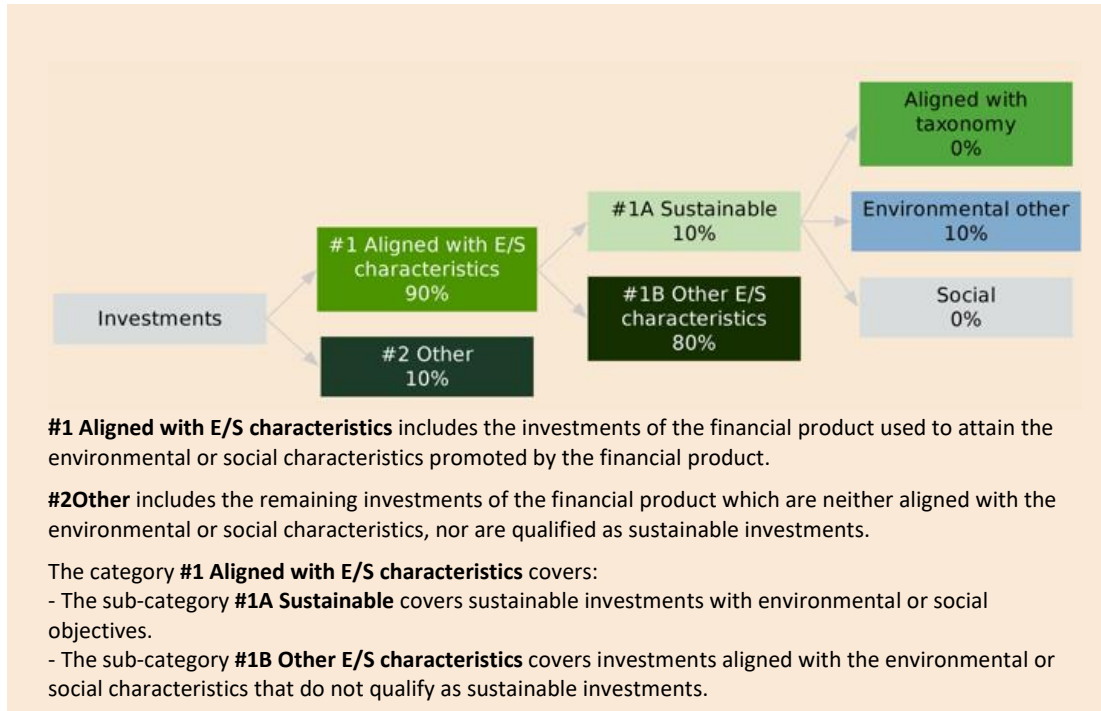 Aligned with
taxonomy
0%
#1A Sustainable
10%
Environmental other
10%
#1 Aligned with E/S
characteristics
90%
#1B Other E/S
characteristics
80%
Social
0%
Investments
#2 Other
10%
#1 Aligned with E/S characteristics includes the investments of the financial product used to attain the
environmental or social characteristics promoted by the financial product.
#2Other includes the remaining investments of the financial product which are neither aligned with the
environmental or social characteristics, nor are qualified as sustainable investments.
The category #1 Aligned with E/S characteristics covers:
- The sub-category #1A Sustainable covers sustainable investments with environmental or social
objectives.
- The sub-category #1B Other E/S characteristics covers investments aligned with the environmental or
social characteristics that do not qualify as sustainable investments.